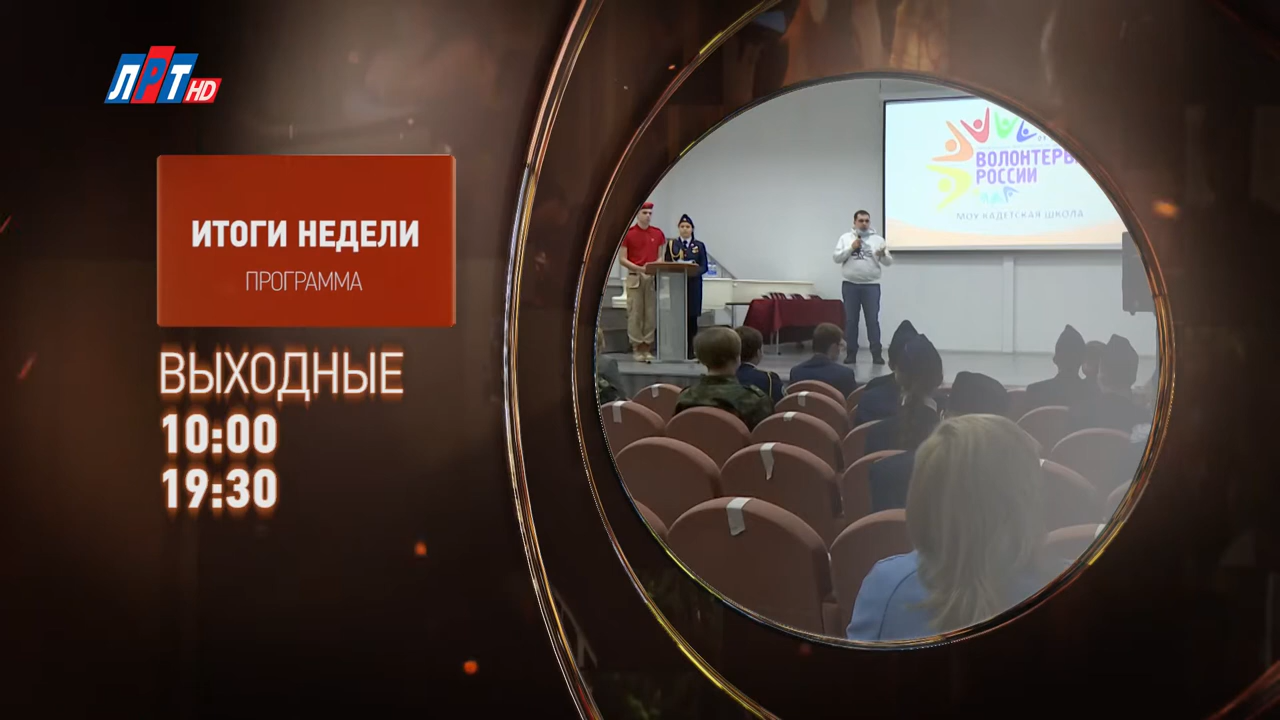 ЛРТ HD
ИТОГИ НЕДЕЛИ
ПРОГРАММА
ВЫХОДНЫЕ
10:00
19:30
ВОЛОНТЕРЫ
РОССИИ
МОУ КАДЕТСКАЯ ШКОЛА